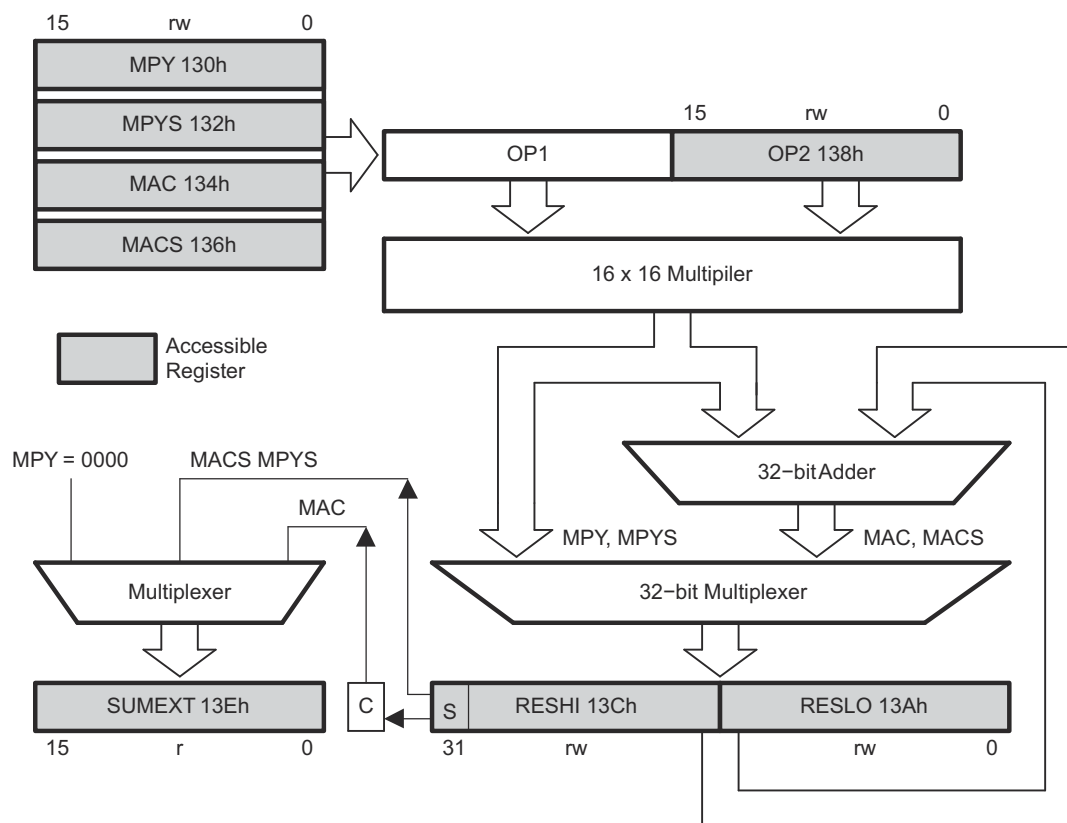 15 rw 0
MPY 130h
MPYS 132h
MAC 134h
MACS 136h
15 rw 0
OP1
OP2 138h
16 x 16 Multipiler
Accessible
Register
MPY = 0000
MACS MPYS
MAC
32−bit Adder
MPY, MPYS
MAC, MACS
Multiplexer
32−bit Multiplexer
SUMEXT 13Eh
C
S
RESHI 13Ch
RESLO 13Ah
15 r 0
31 rw
rw 0